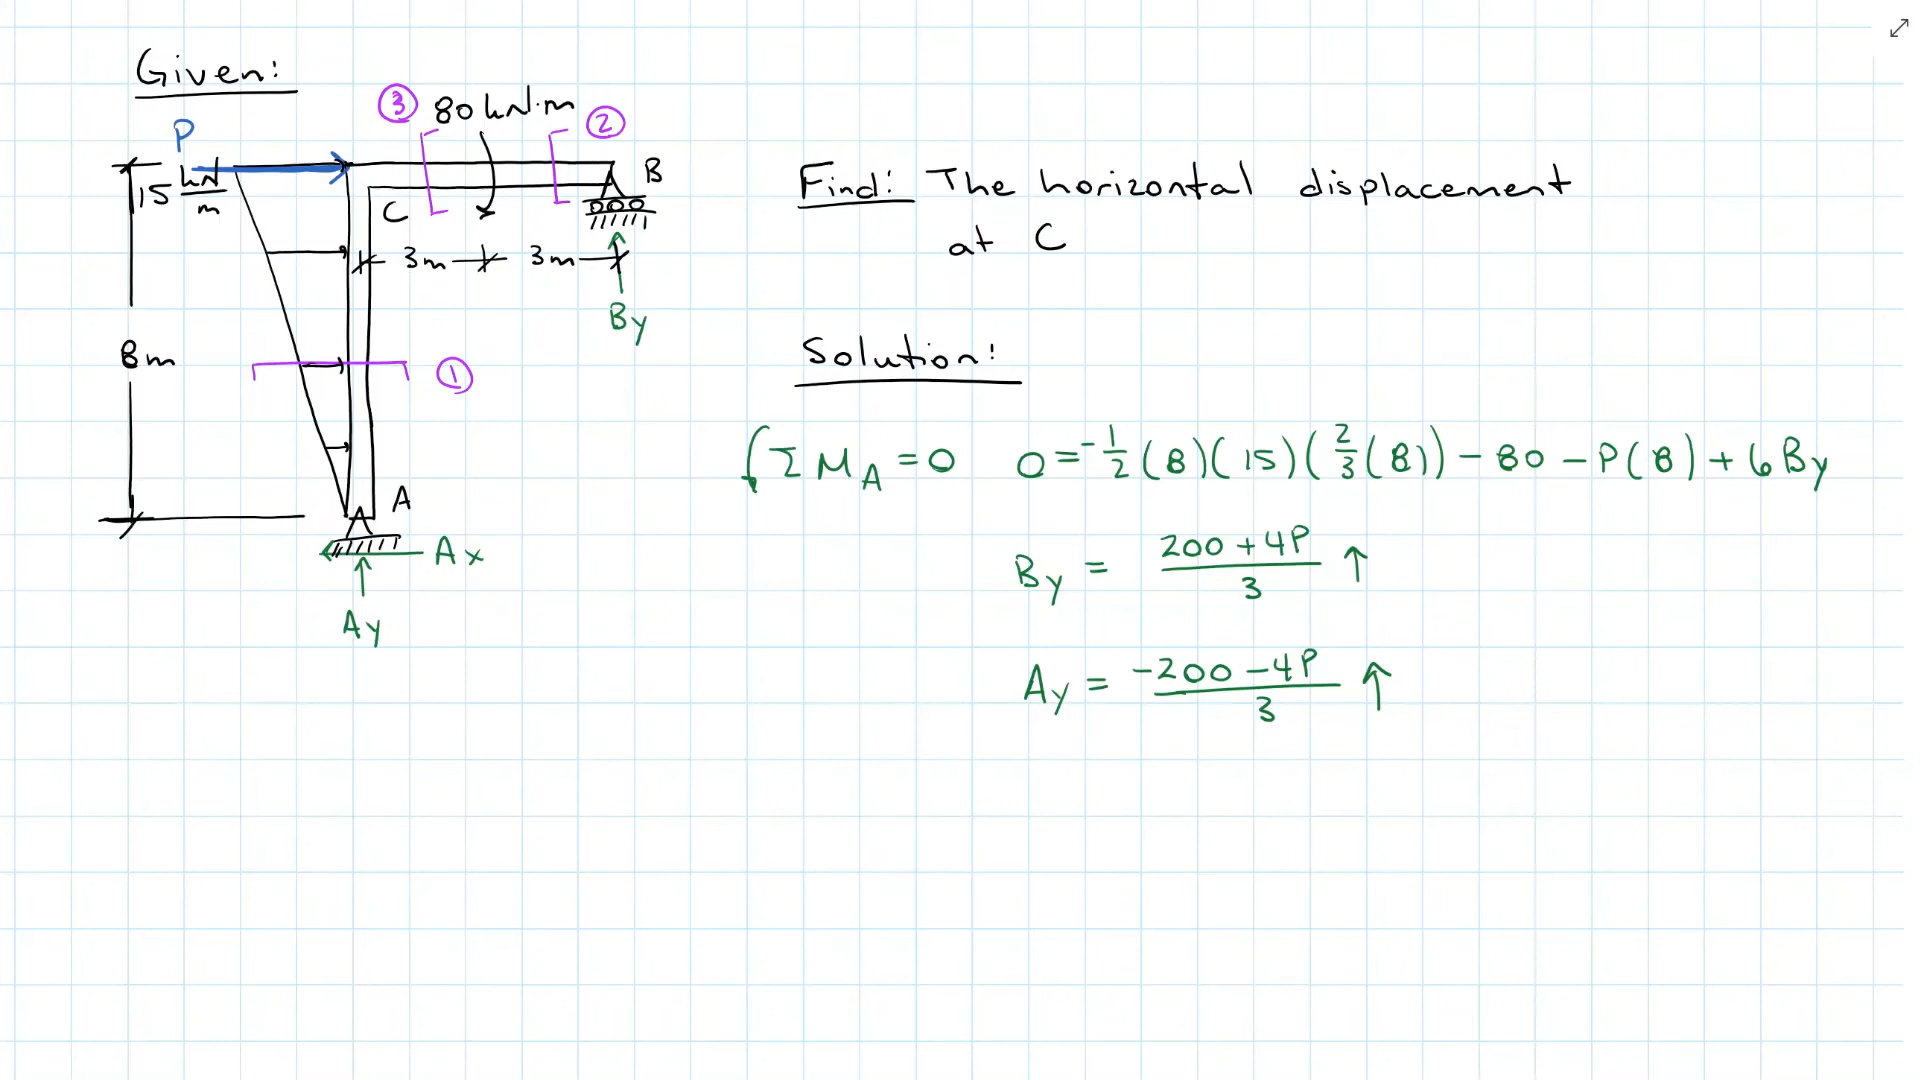 Given:
③ 80 kN·m ②
P
15 kN/m
B
C
3m 3m
By
8m
①
A
Ax
Ay
Find: The horizontal displacement
at C
Solution:
ΣM_A = 0 0 = -1/2 (8)(15)(2/3(8)) - 80 - P(8) + 6By
By = (200 + 4P)/3 ↑
Ay = (-200 - 4P)/3 ↑